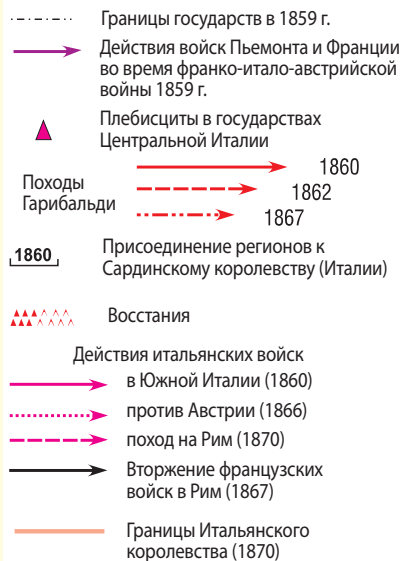 Границы государств в 1859 г.
Действия войск Пьемонта и Франции
во время франко-итало-австрийской
войны 1859 г.
Плебисциты в государствах
Центральной Италии
Походы
Гарибальди
1860
1862
1867
1860
Присоединение регионов к
Сардинскому королевству (Италии)
Восстания
Действия итальянских войск
в Южной Италии (1860)
против Австрии (1866)
поход на Рим (1870)
Вторжение французских
войск в Рим (1867)
Границы Итальянского
королевства (1870)